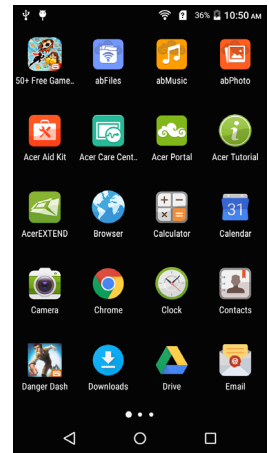 36% 10:50 AM
50+ Free Game.. abFiles abMusic abPhoto
Acer Aid Kit Acer Care Cent.. Acer Portal Acer Tutorial
31
AcerEXTEND Browser Calculator Calendar
Camera Chrome Clock Contacts
Danger Dash Downloads Drive Email